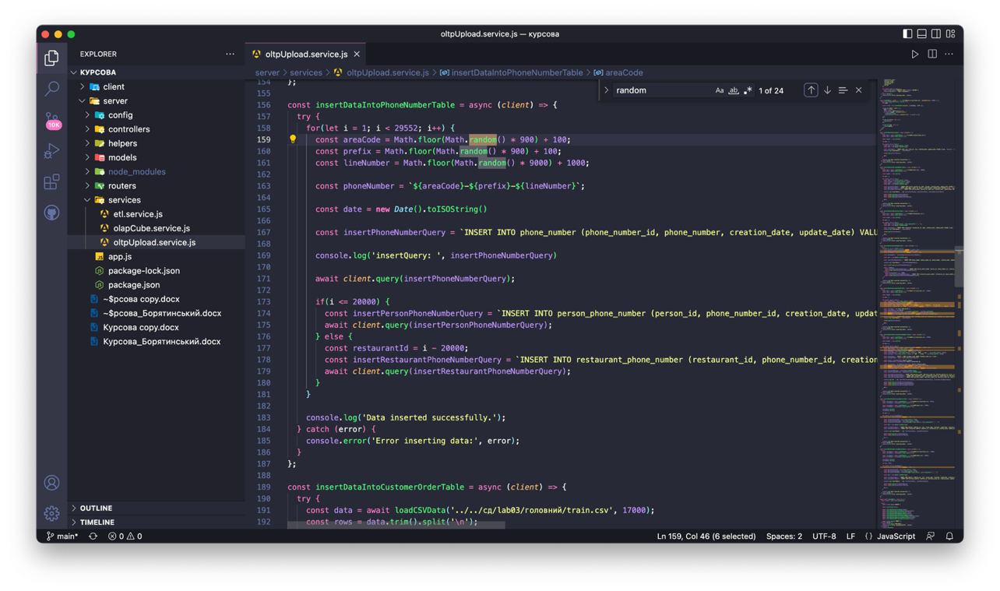 oltpUpload.service.js — курсова
EXPLORER
КУРСОВА
client
server
config
controllers
helpers
models
node_modules
routers
services
etl.service.js
olapCube.service.js
oltpUpload.service.js
app.js
package-lock.json
package.json
~$рсова copy.docx
~$рсова_Борятинський.docx
Курсова copy.docx
Курсова_Борятинський.docx
OUTLINE
TIMELINE
10K
oltpUpload.service.js
server > services > oltpUpload.service.js > insertDataIntoPhoneNumberTable > areaCode
random Aa ab .* 1 of 24
154 };
155
156 const insertDataIntoPhoneNumberTable = async (client) => {
157 try {
158 for(let i = 1; i < 29552; i++) {
159 const areaCode = Math.floor(Math.random() * 900) + 100;
160 const prefix = Math.floor(Math.random() * 900) + 100;
161 const lineNumber = Math.floor(Math.random() * 9000) + 1000;
162
163 const phoneNumber = `${areaCode}-${prefix}-${lineNumber}`;
164
165 const date = new Date().toISOString()
166
167 const insertPhoneNumberQuery = `INSERT INTO phone_number (phone_number_id, phone_number, creation_date, update_date) VALU
168
169 console.log('insertQuery: ', insertPhoneNumberQuery)
170
171 await client.query(insertPhoneNumberQuery);
172
173 if(i <= 20000) {
174 const insertPersonPhoneNumberQuery = `INSERT INTO person_phone_number (person_id, phone_number_id, creation_date, updat
175 await client.query(insertPersonPhoneNumberQuery);
176 } else {
177 const restaurantId = i - 20000;
178 const insertRestaurantPhoneNumberQuery = `INSERT INTO restaurant_phone_number (restaurant_id, phone_number_id, creation
179 await client.query(insertRestaurantPhoneNumberQuery);
180 }
181 }
182
183 console.log('Data inserted successfully.');
184 } catch (error) {
185 console.error('Error inserting data:', error);
186 }
187 };
188
189 const insertDataIntoCustomerOrderTable = async (client) => {
190 try {
191 const data = await loadCSVData('../../сд/lab03/головний/train.csv', 17000);
192 const rows = data.trim().split('\n');
main* 0 0 Ln 159, Col 46 (6 selected) Spaces: 2 UTF-8 LF {} JavaScript